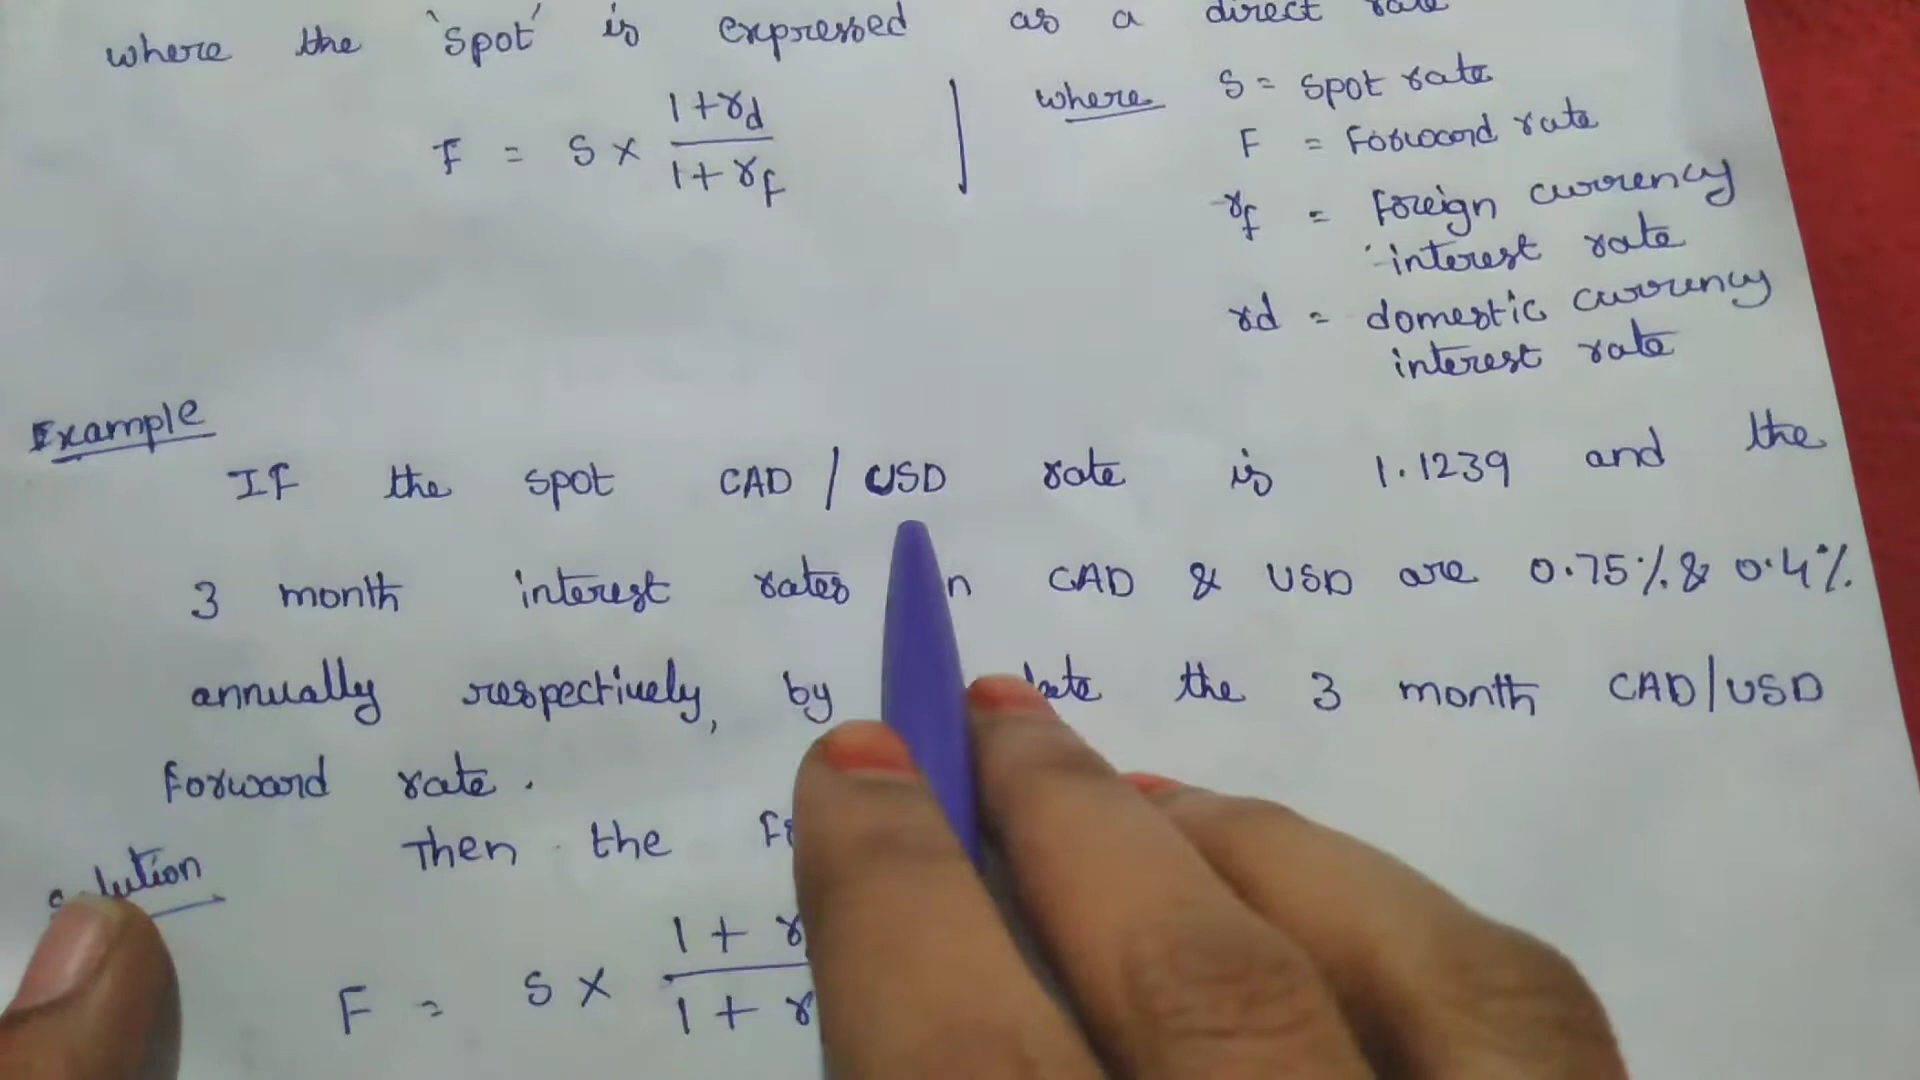 where the 'spot' is expressed as a direct rate
F = S × (1+rd)/(1+rf)
where S = spot rate
F = Forward rate
rf = Foreign currency
interest rate
rd = domestic currency
interest rate
Example
IF the spot CAD / USD rate is 1.1239 and the
3 month interest rates CAD & USD are 0.75% & 0.4%
annually respectively, by the 3 month CAD/USD
Forward rate.
solution Then the
F = S × 1 + r
1 + r